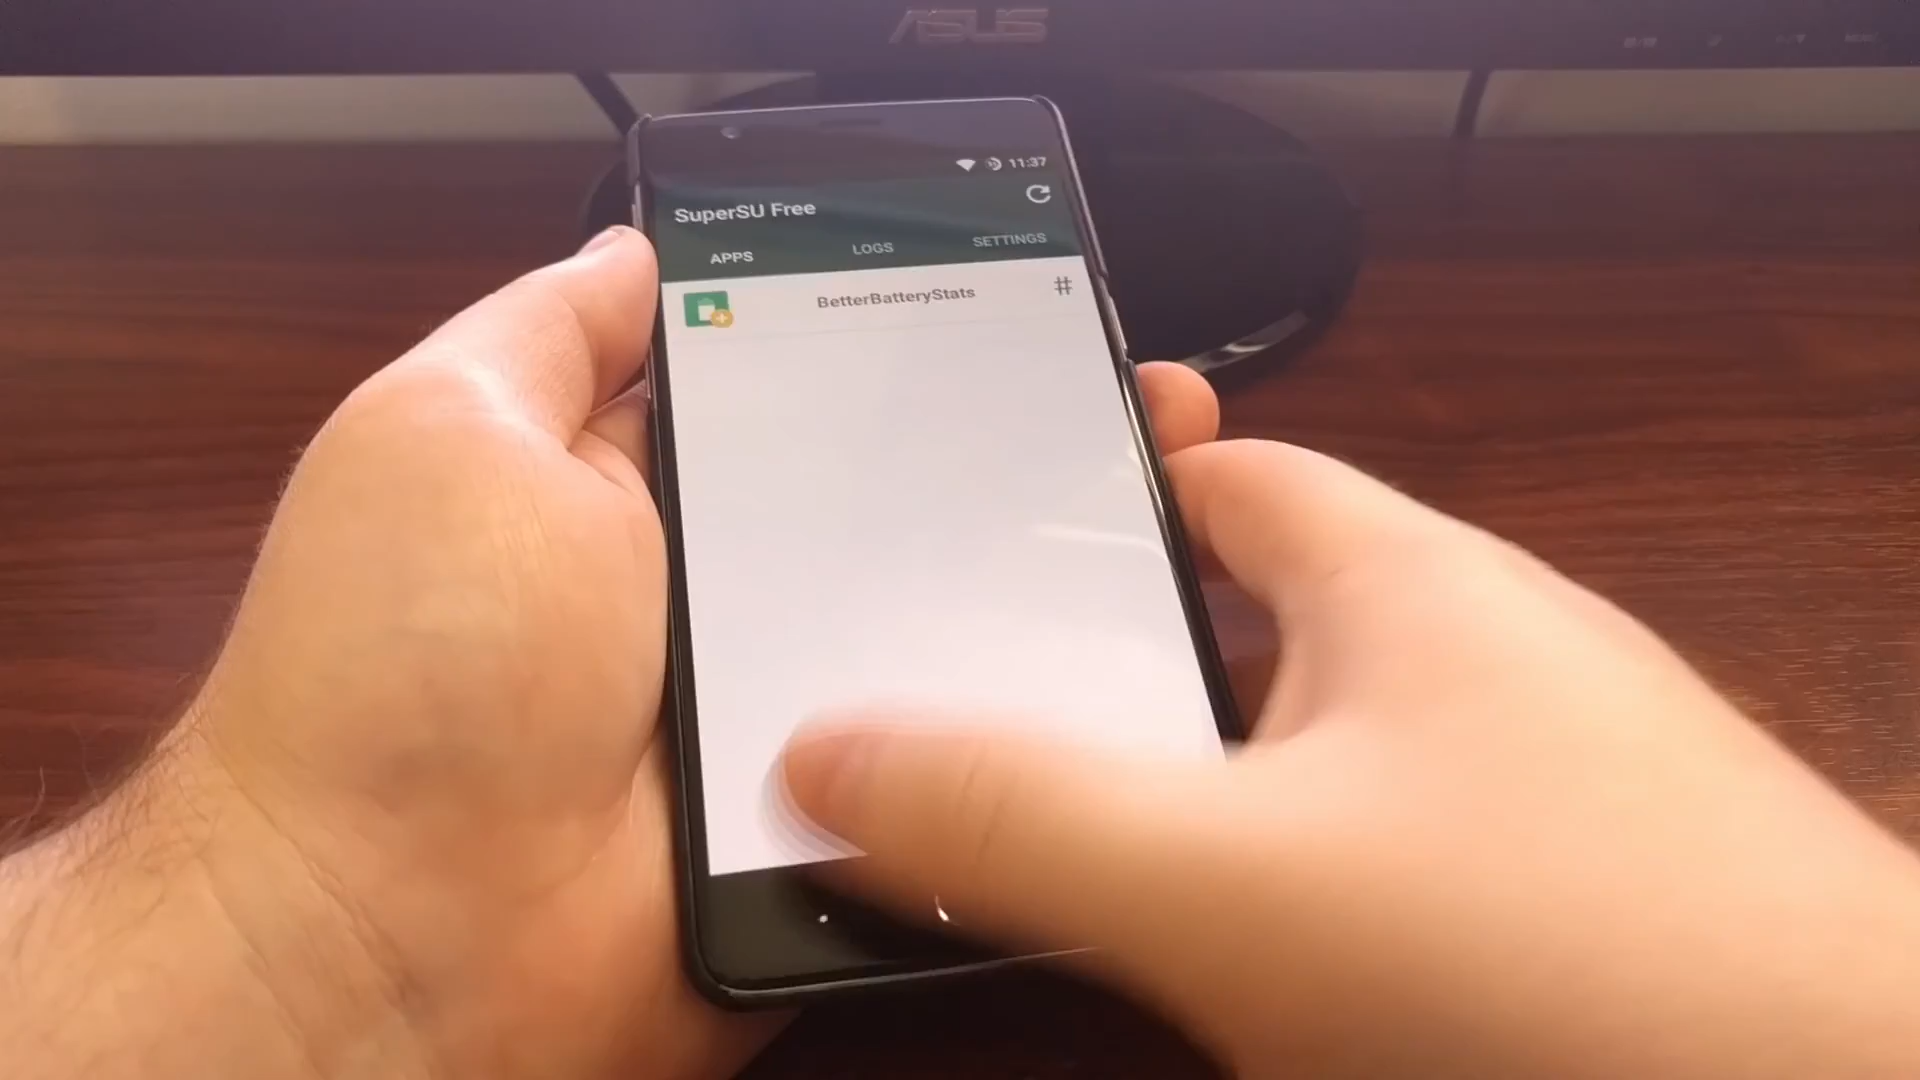 ASUS
11:37
SuperSU Free
APPS
LOGS
SETTINGS
BetterBatteryStats
#